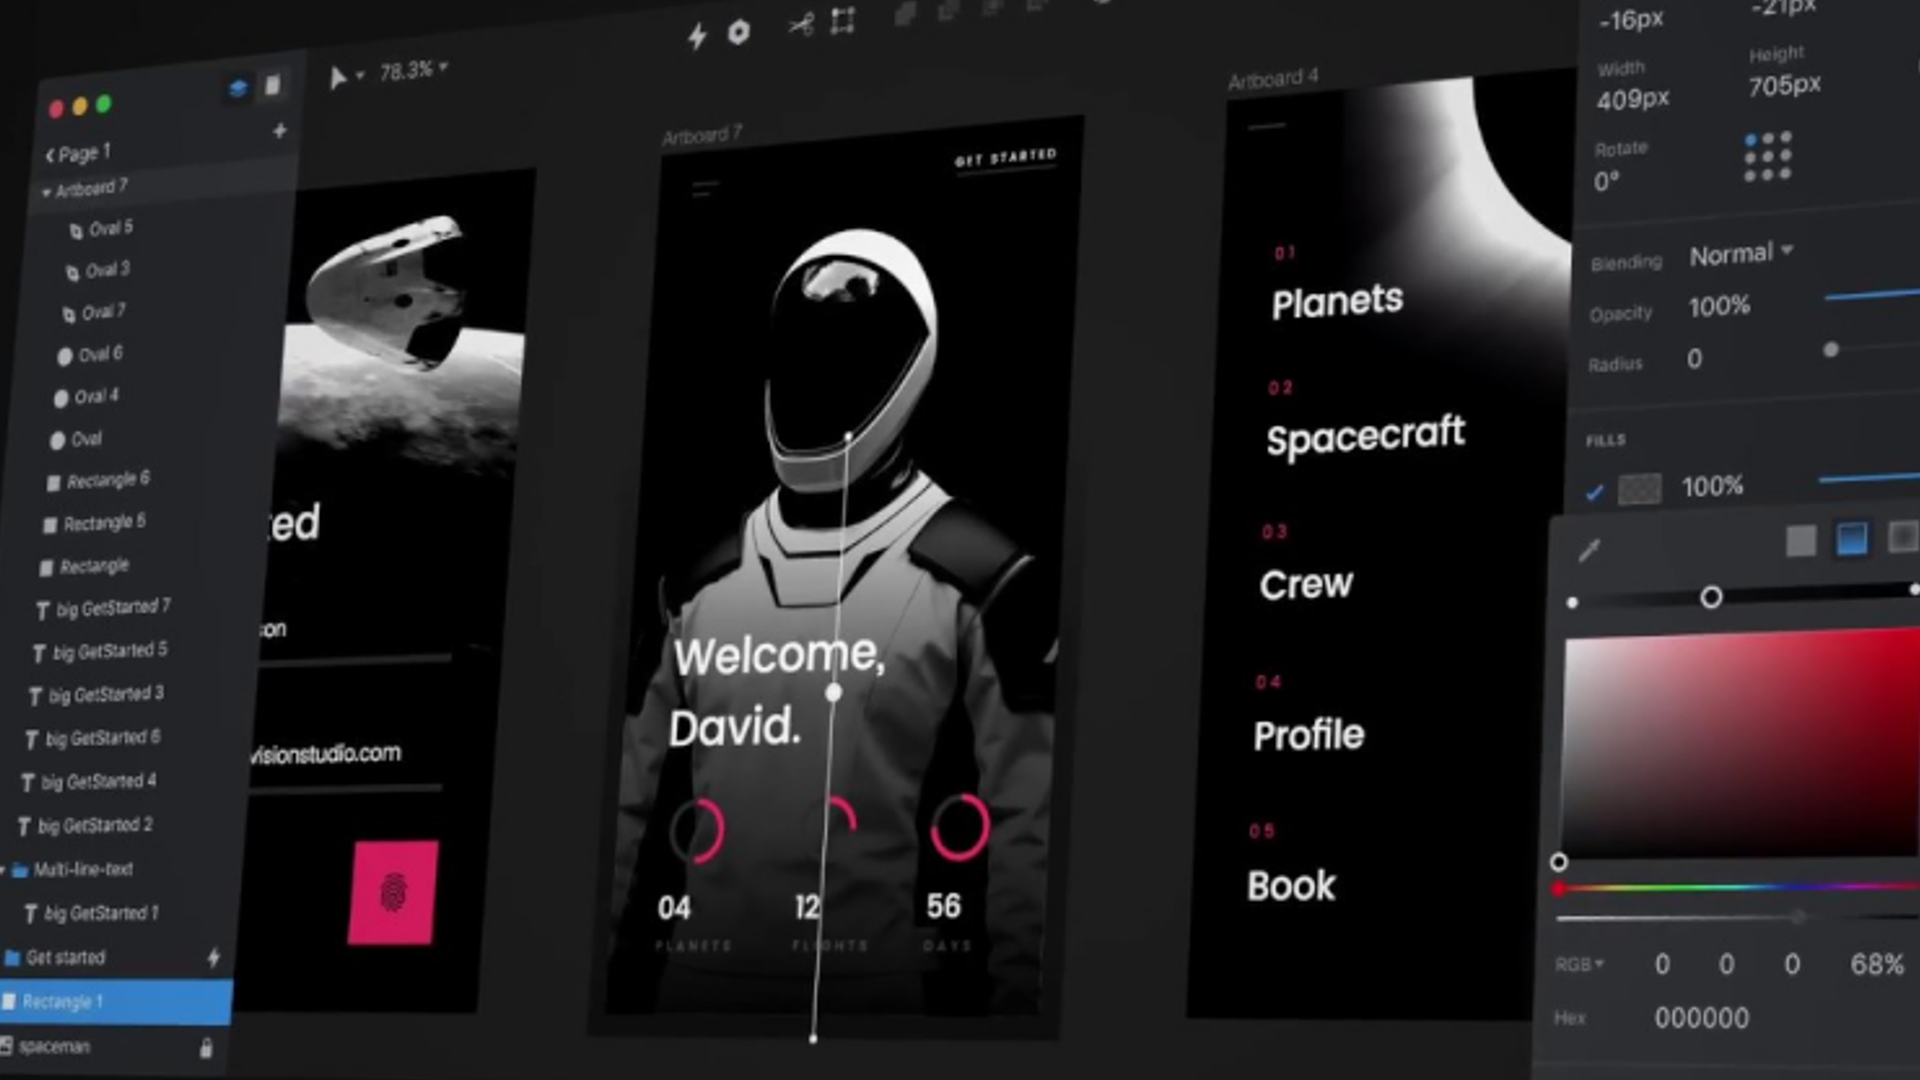 78.3%
Page 1
Artboard 7
Oval 5
Oval 3
Oval 7
Oval 6
Oval 4
Oval
Rectangle 6
Rectangle 5
Rectangle
big GetStarted 7
big GetStarted 5
big GetStarted 3
big GetStarted 6
big GetStarted 4
big GetStarted 2
Multi-line-text
big GetStarted 1
Get started
Rectangle 1
spaceman
ted
son
visionstudio.com
Artboard 7
GET STARTED
Welcome,
David.
04
12
56
PLANETS
FLIGHTS
DAYS
Artboard 4
01
Planets
02
Spacecraft
03
Crew
04
Profile
05
Book
-16px
-21px
Width
Height
409px
705px
Rotate
0°
Blending
Normal
Opacity
100%
Radius
0
FILLS
100%
RGB
0
0
0
68%
Hex
000000